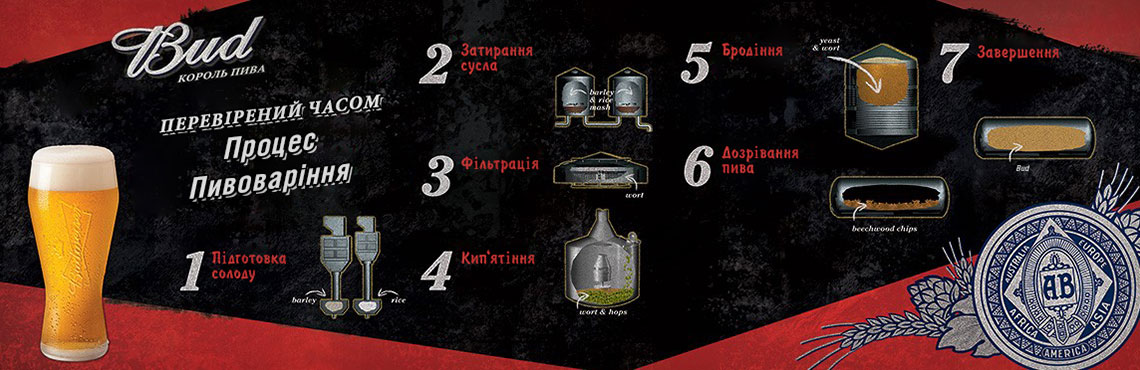 Bud
КОРОЛЬ ПИВА
ПЕРЕВІРЕНИЙ ЧАСОМ
Процес
Пивоваріння
1
Підготовка
солоду
barley
rice
2
Затирання
сусла
barley
& rice
mash
3
Фільтрація
wort
4
Кип'ятіння
wort & hops
5
Бродіння
yeast
& wort
6
Дозрівання
пива
beechwood chips
7
Завершення
Bud
Budweiser
AB
AFRICA
AMERICA
ASIA
EUROPE
AUSTRALIA